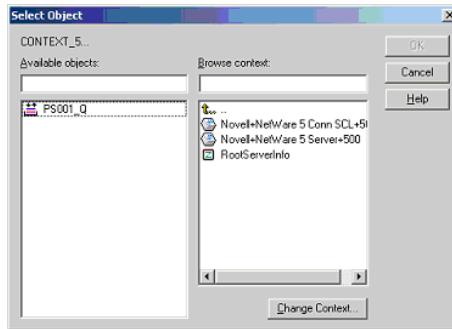 Select Object
CONTEXT_5...
Available objects:
Browse context:
OK
Cancel
Help
PS001_Q
..
Novell+NetWare 5 Conn SCL+5
Novell+NetWare 5 Server+500
RootServerInfo
Change Context...